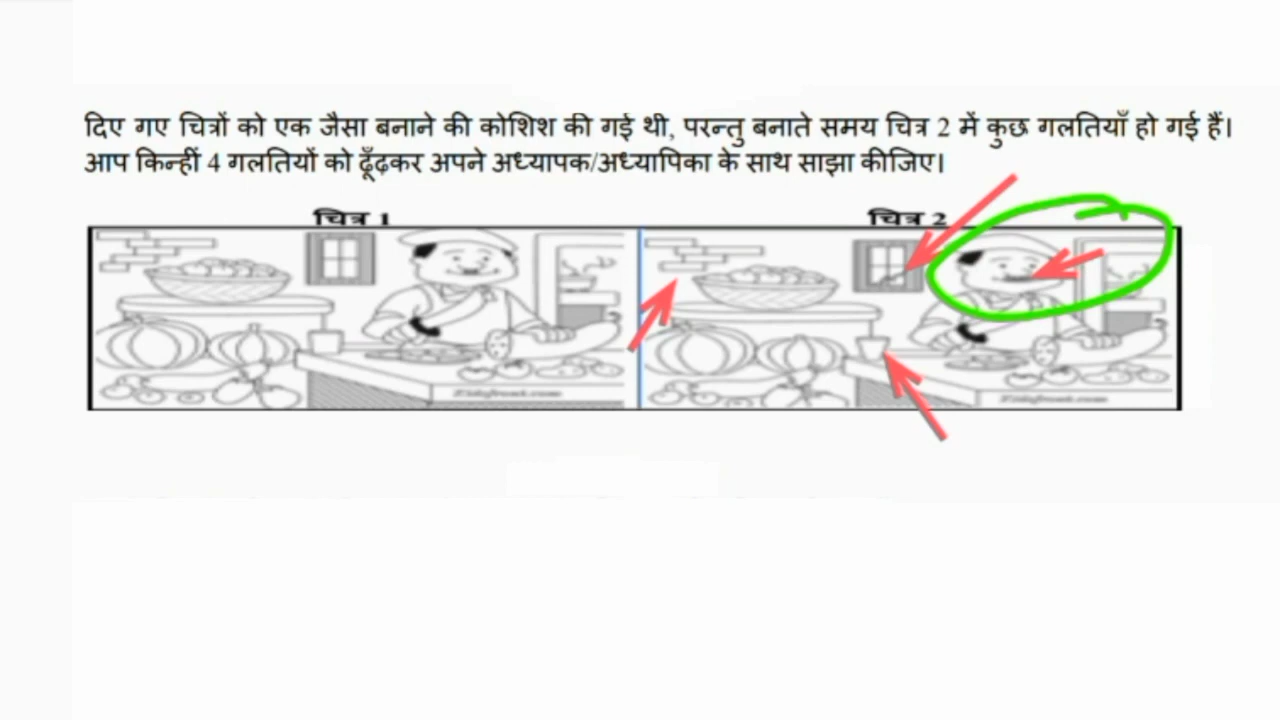 दिए गए चित्रों को एक जैसा बनाने की कोशिश की गई थी, परन्तु बनाते समय चित्र 2 में कुछ गलतियाँ हो गई हैं।
आप किन्हीं 4 गलतियों को ढूँढ़कर अपने अध्यापक/अध्यापिका के साथ साझा कीजिए।
चित्र 1
चित्र 2